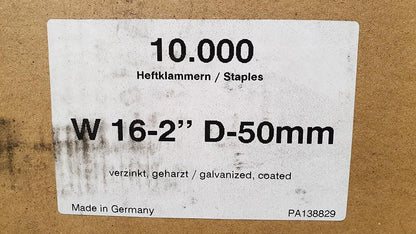 10.000
Heftklammern / Staples
W 16-2” D-50mm
verzinkt, geharzt / galvanized, coated
Made in Germany PA138829